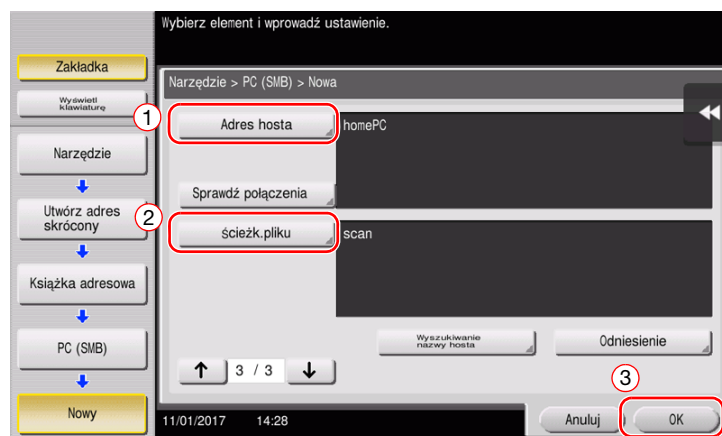 Wybierz element i wprowadź ustawienie.
Zakładka
Wyświetl
klawiaturę
Narzędzie
Utwórz adres
skrócony
Książka adresowa
PC (SMB)
Nowy
Narzędzie > PC (SMB) > Nowa
1
Adres hosta
homePC
Sprawdź połączenia
2
ścieżk.pliku
scan
Wyszukiwanie
nazwy hosta
Odniesienie
↑ 3 / 3 ↓
3
11/01/2017 14:28
Anuluj
OK